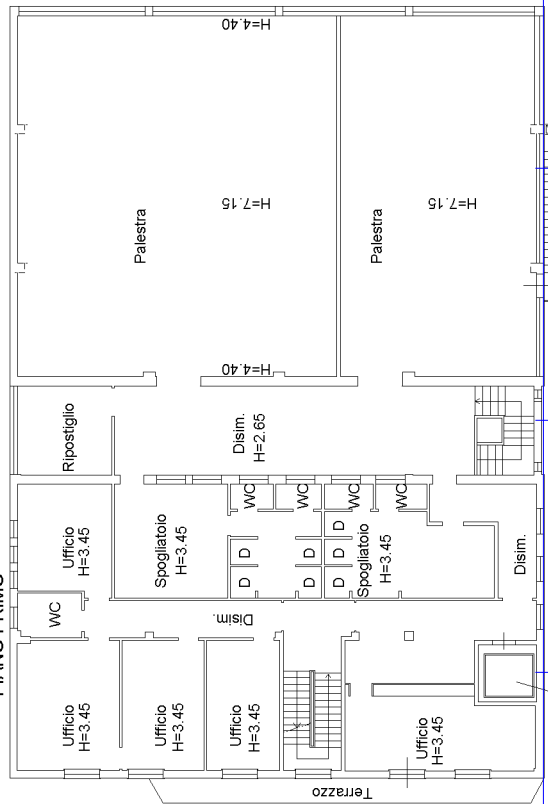 PIANO PRIMO
H=4.40
Palestra
H=7.15
Palestra
H=7.15
H=4.40
Ripostiglio
Disim.
H=2.65
Ufficio
H=3.45
Spogliatoio
H=3.45
WC
WC
WC
WC
D
D
D
D
D
D
D
Spogliatoio
H=3.45
Disim.
WC
Disim.
Ufficio
H=3.45
Ufficio
H=3.45
Ufficio
H=3.45
Ufficio
H=3.45
Terrazzo